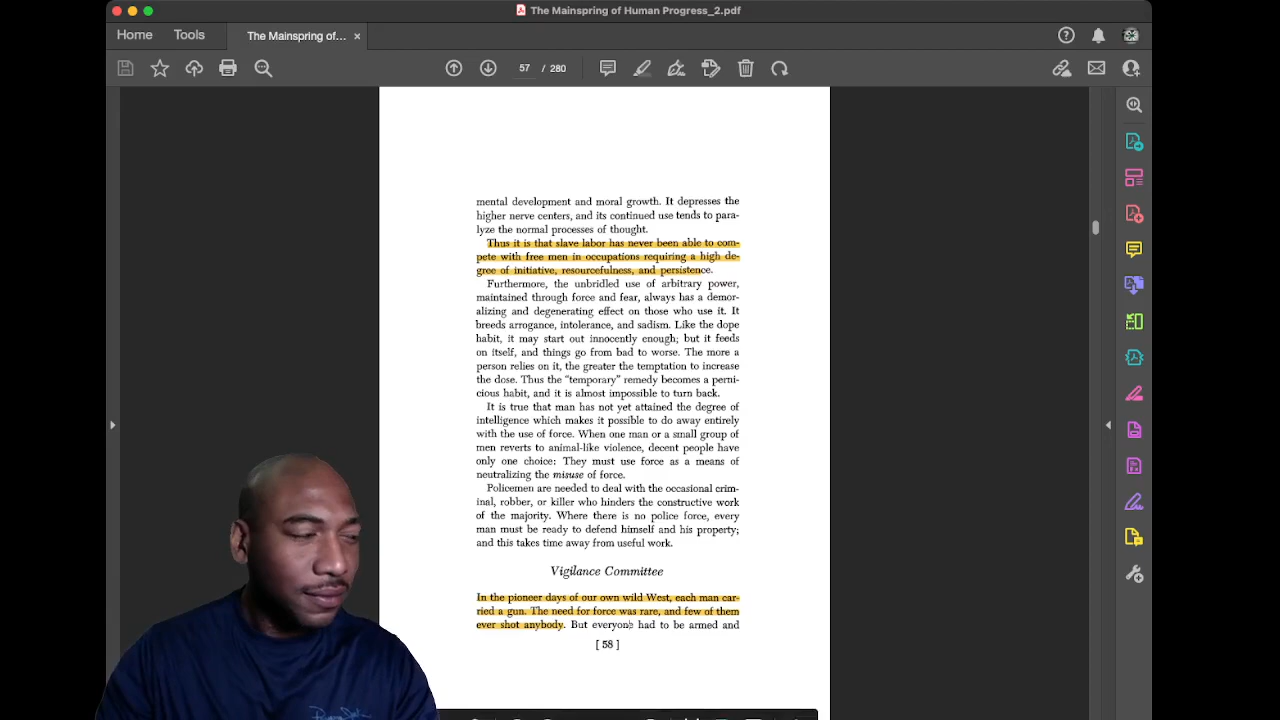 The Mainspring of Human Progress_2.pdf
Home
Tools
The Mainspring of...
57 / 280
mental development and moral growth. It depresses the
higher nerve centers, and its continued use tends to para-
lyze the normal processes of thought.
Thus it is that slave labor has never been able to com-
pete with free men in occupations requiring a high de-
gree of initiative, resourcefulness, and persistence.
Furthermore, the unbridled use of arbitrary power,
maintained through force and fear, always has a demor-
alizing and degenerating effect on those who use it. It
breeds arrogance, intolerance, and sadism. Like the dope
habit, it may start out innocently enough; but it feeds
on itself, and things go from bad to worse. The more a
person relies on it, the greater the temptation to increase
the dose. Thus the “temporary” remedy becomes a perni-
cious habit, and it is almost impossible to turn back.
It is true that man has not yet attained the degree of
intelligence which makes it possible to do away entirely
with the use of force. When one man or a small group of
men reverts to animal-like violence, decent people have
only one choice: They must use force as a means of
neutralizing the misuse of force.
Policemen are needed to deal with the occasional crim-
inal, robber, or killer who hinders the constructive work
of the majority. Where there is no police force, every
man must be ready to defend himself and his property;
and this takes time away from useful work.
Vigilance Committee
In the pioneer days of our own wild West, each man car-
ried a gun. The need for force was rare, and few of them
ever shot anybody. But everyone had to be armed and
[ 58 ]